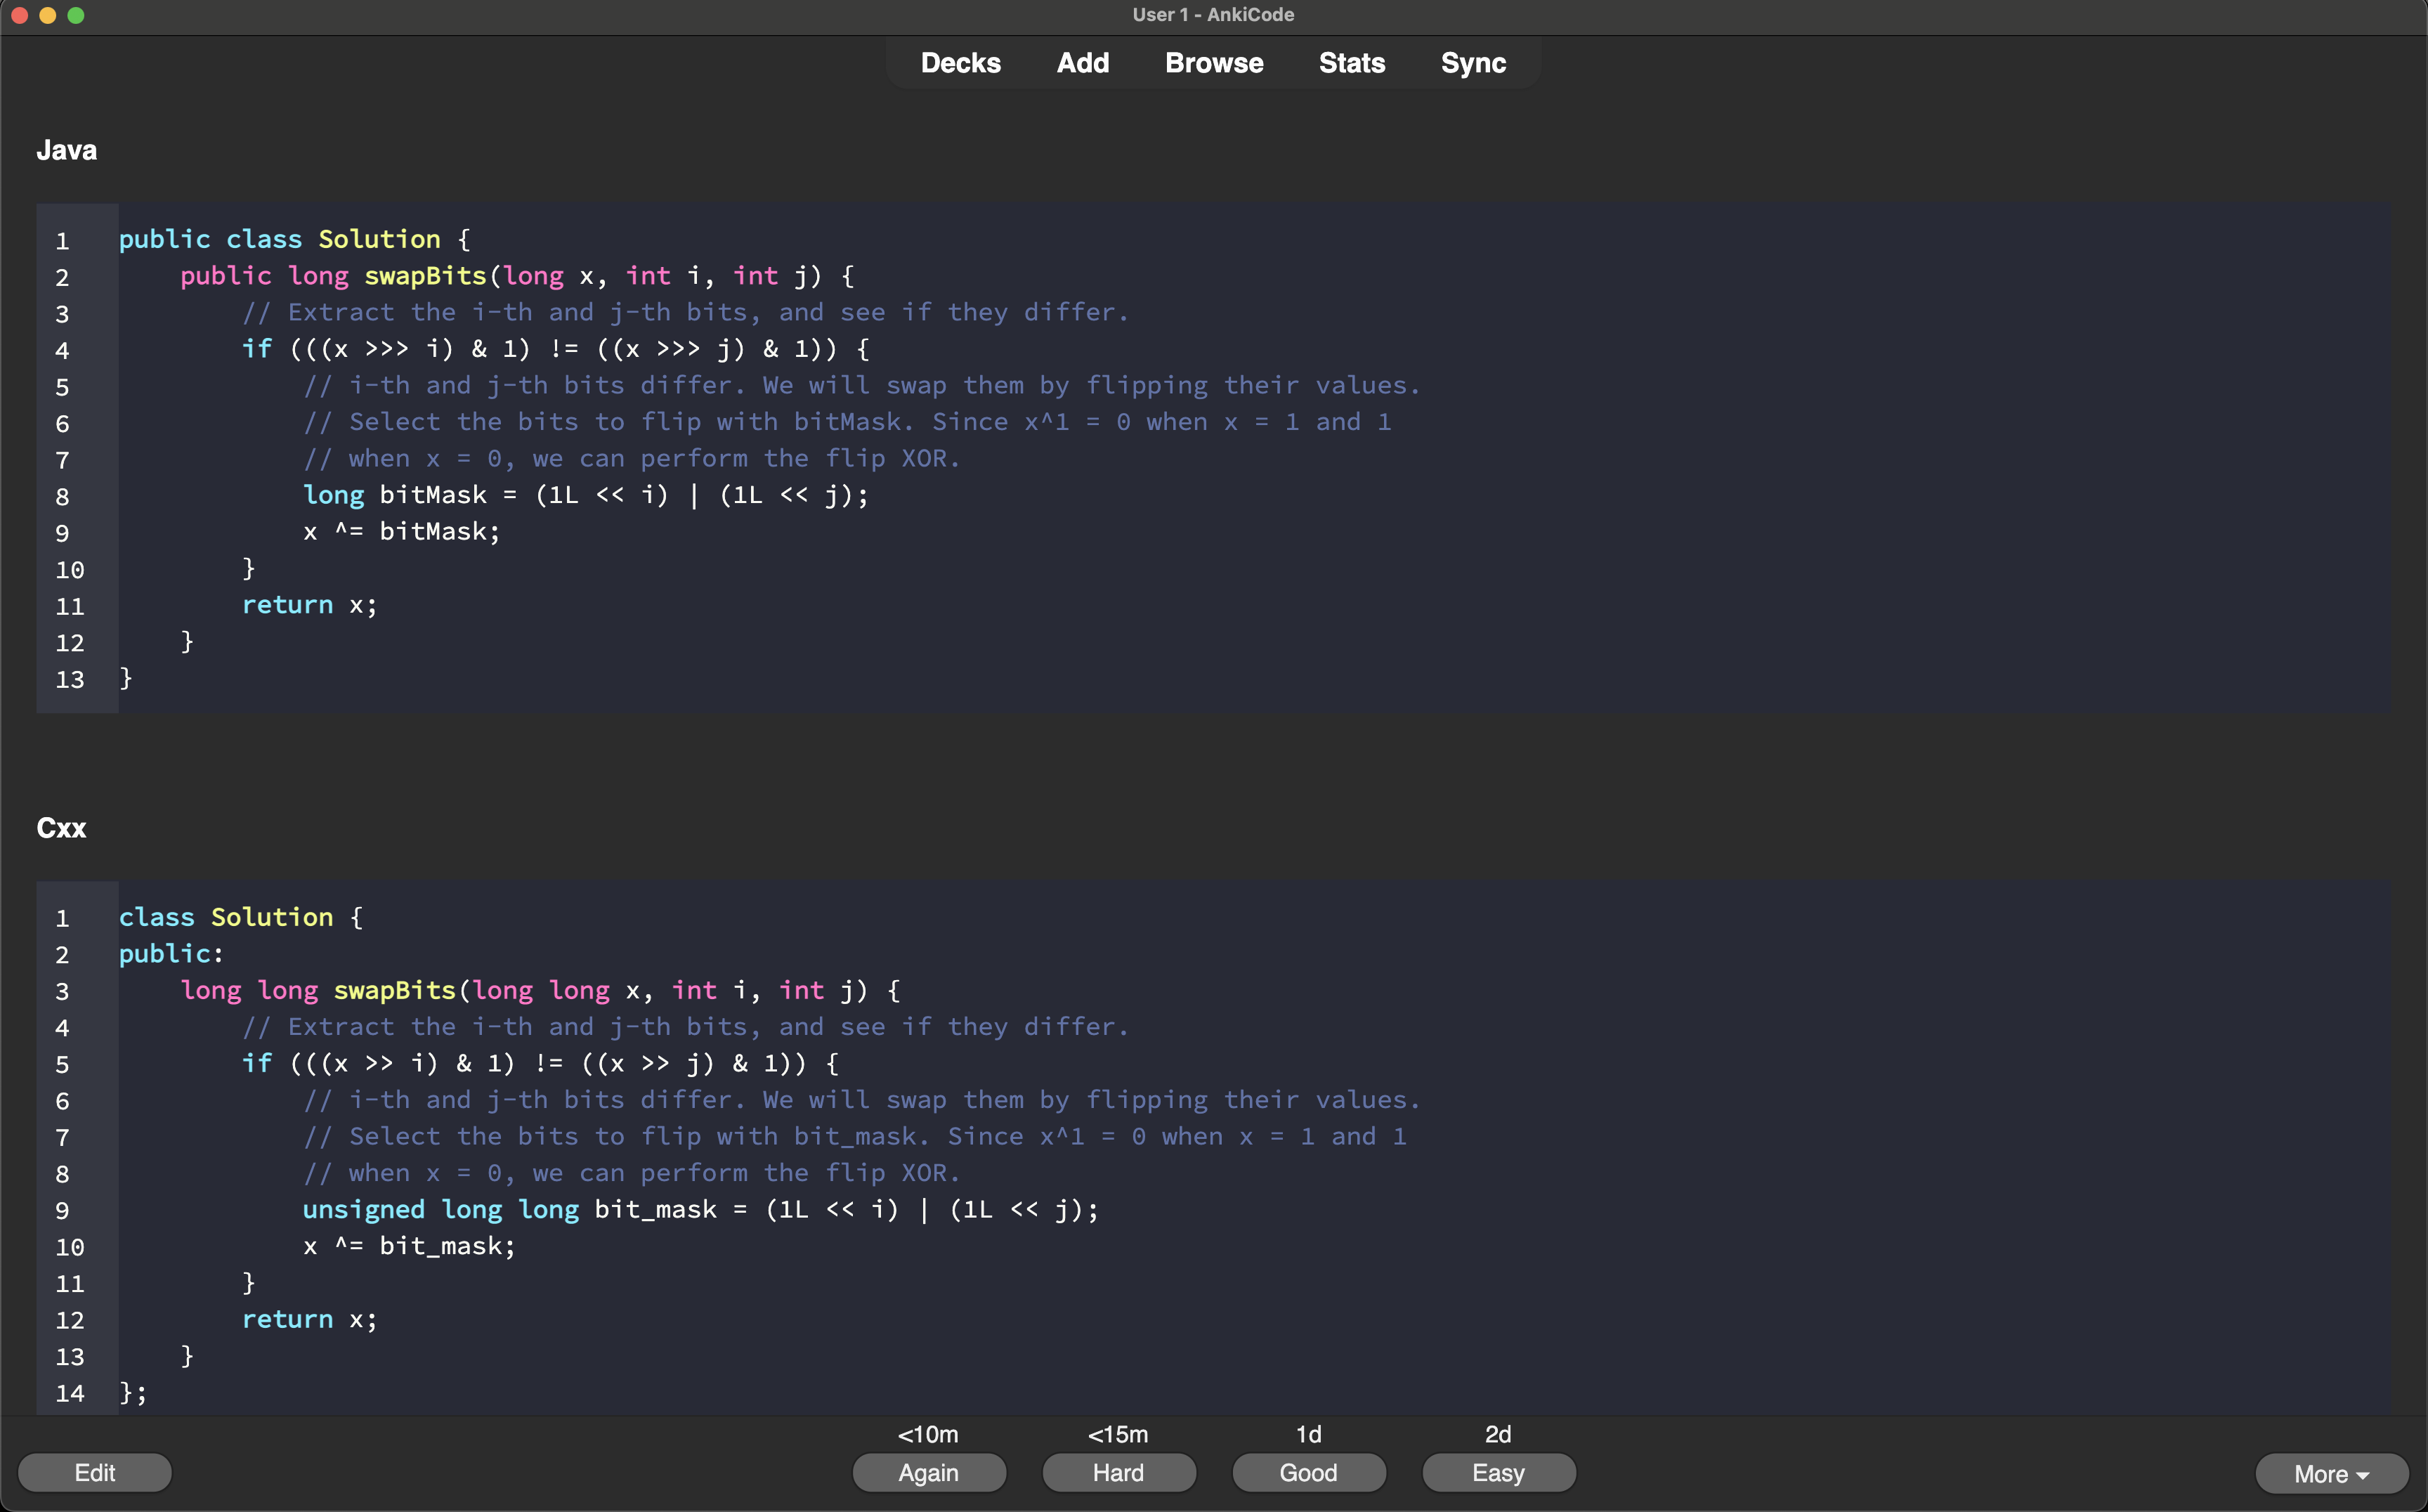 User 1 - AnkiCode
Decks Add Browse Stats Sync
Java
1 public class Solution {
2     public long swapBits(long x, int i, int j) {
3         // Extract the i-th and j-th bits, and see if they differ.
4         if (((x >>> i) & 1) != ((x >>> j) & 1)) {
5             // i-th and j-th bits differ. We will swap them by flipping their values.
6             // Select the bits to flip with bitMask. Since x^1 = 0 when x = 1 and 1
7             // when x = 0, we can perform the flip XOR.
8             long bitMask = (1L << i) | (1L << j);
9             x ^= bitMask;
10         }
11         return x;
12     }
13 }
Cxx
1 class Solution {
2 public:
3     long long swapBits(long long x, int i, int j) {
4         // Extract the i-th and j-th bits, and see if they differ.
5         if (((x >> i) & 1) != ((x >> j) & 1)) {
6             // i-th and j-th bits differ. We will swap them by flipping their values.
7             // Select the bits to flip with bit_mask. Since x^1 = 0 when x = 1 and 1
8             // when x = 0, we can perform the flip XOR.
9             unsigned long long bit_mask = (1L << i) | (1L << j);
10             x ^= bit_mask;
11         }
12         return x;
13     }
14 };
<10m <15m 1d 2d
Edit Again Hard Good Easy More